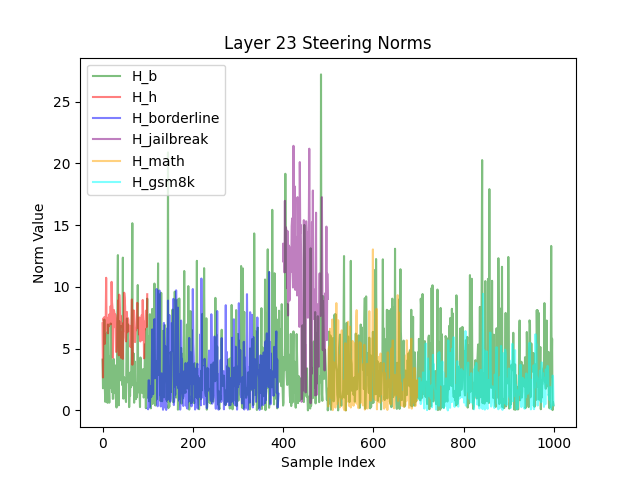 Layer 23 Steering Norms
H_b
H_h
H_borderline
H_jailbreak
H_math
H_gsm8k
Norm Value
25
20
15
10
5
0
0 200 400 600 800 1000
Sample Index